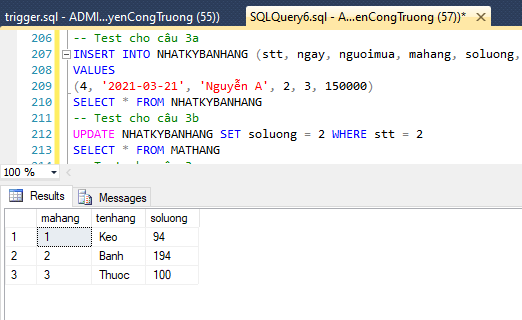 trigger.sql - ADMI...yenCongTruong (55))
SQLQuery6.sql - A...enCongTruong (57))*
206 -- Test cho câu 3a
207 INSERT INTO NHATKYBANHANG (stt, ngay, nguoimua, mahang, soluong,
208 VALUES
209 (4, '2021-03-21', 'Nguyễn A', 2, 3, 150000)
210 SELECT * FROM NHATKYBANHANG
211 -- Test cho câu 3b
212 UPDATE NHATKYBANHANG SET soluong = 2 WHERE stt = 2
213 SELECT * FROM MATHANG
100 %
Results Messages
mahang tenhang soluong
1 1 Keo 94
2 2 Banh 194
3 3 Thuoc 100